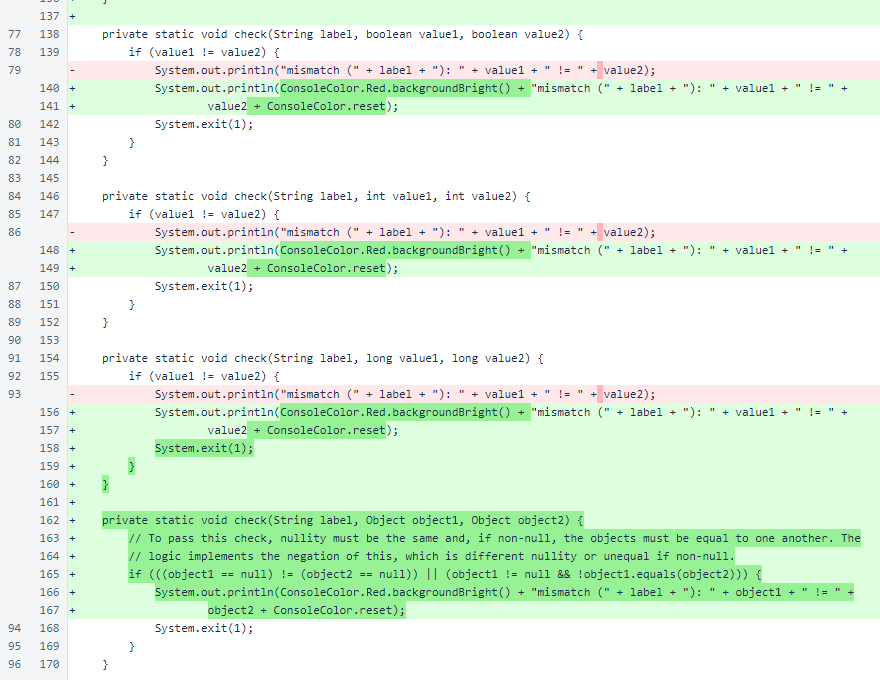 137 +
77 138 private static void check(String label, boolean value1, boolean value2) {
78 139 if (value1 != value2) {
79 - System.out.println("mismatch (" + label + "): " + value1 + " != " + value2);
140 + System.out.println(ConsoleColor.Red.backgroundBright() + "mismatch (" + label + "): " + value1 + " != " +
141 + value2 + ConsoleColor.reset);
80 142 System.exit(1);
81 143 }
82 144 }
83 145
84 146 private static void check(String label, int value1, int value2) {
85 147 if (value1 != value2) {
86 - System.out.println("mismatch (" + label + "): " + value1 + " != " + value2);
148 + System.out.println(ConsoleColor.Red.backgroundBright() + "mismatch (" + label + "): " + value1 + " != " +
149 + value2 + ConsoleColor.reset);
87 150 System.exit(1);
88 151 }
89 152 }
90 153
91 154 private static void check(String label, long value1, long value2) {
92 155 if (value1 != value2) {
93 - System.out.println("mismatch (" + label + "): " + value1 + " != " + value2);
156 + System.out.println(ConsoleColor.Red.backgroundBright() + "mismatch (" + label + "): " + value1 + " != " +
157 + value2 + ConsoleColor.reset);
158 + System.exit(1);
159 + }
160 + }
161 +
162 + private static void check(String label, Object object1, Object object2) {
163 + // To pass this check, nullity must be the same and, if non-null, the objects must be equal to one another. The
164 + // logic implements the negation of this, which is different nullity or unequal if non-null.
165 + if (((object1 == null) != (object2 == null)) || (object1 != null && !object1.equals(object2))) {
166 + System.out.println(ConsoleColor.Red.backgroundBright() + "mismatch (" + label + "): " + object1 + " != " +
167 + object2 + ConsoleColor.reset);
94 168 System.exit(1);
95 169 }
96 170 }